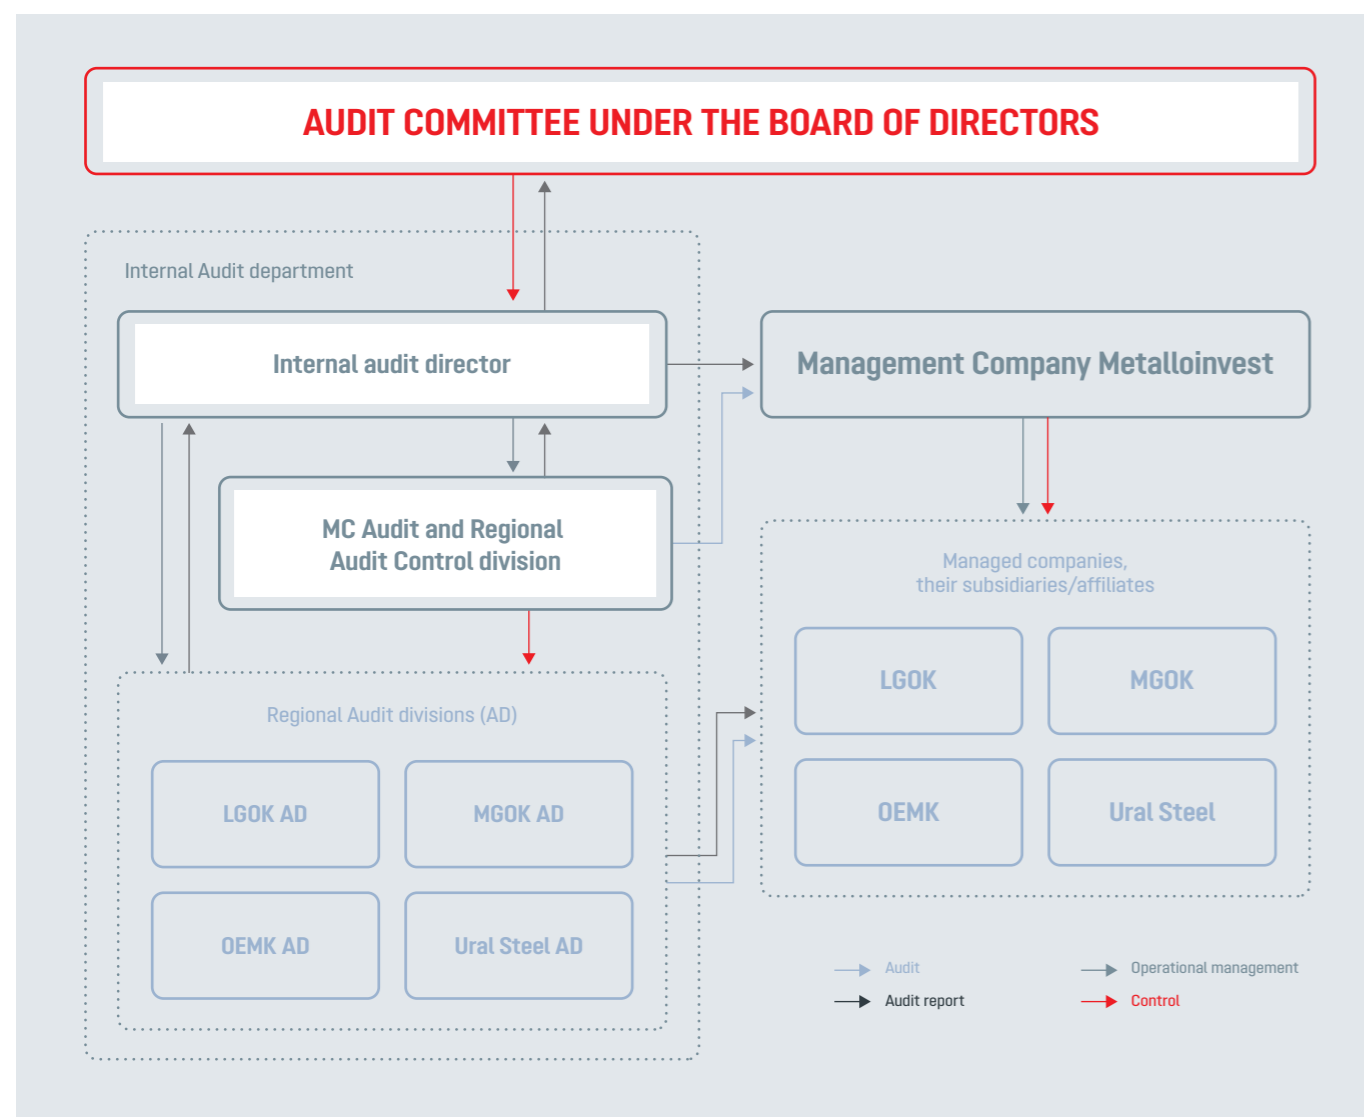 AUDIT COMMITTEE UNDER THE BOARD OF DIRECTORS
Internal Audit department
Internal audit director
Management Company Metalloinvest
MC Audit and Regional
Audit Control division
Managed companies,
their subsidiaries/affiliates
LGOK
MGOK
OEMK
Ural Steel
Regional Audit divisions (AD)
LGOK AD
MGOK AD
OEMK AD
Ural Steel AD
Audit
Operational management
Audit report
Control